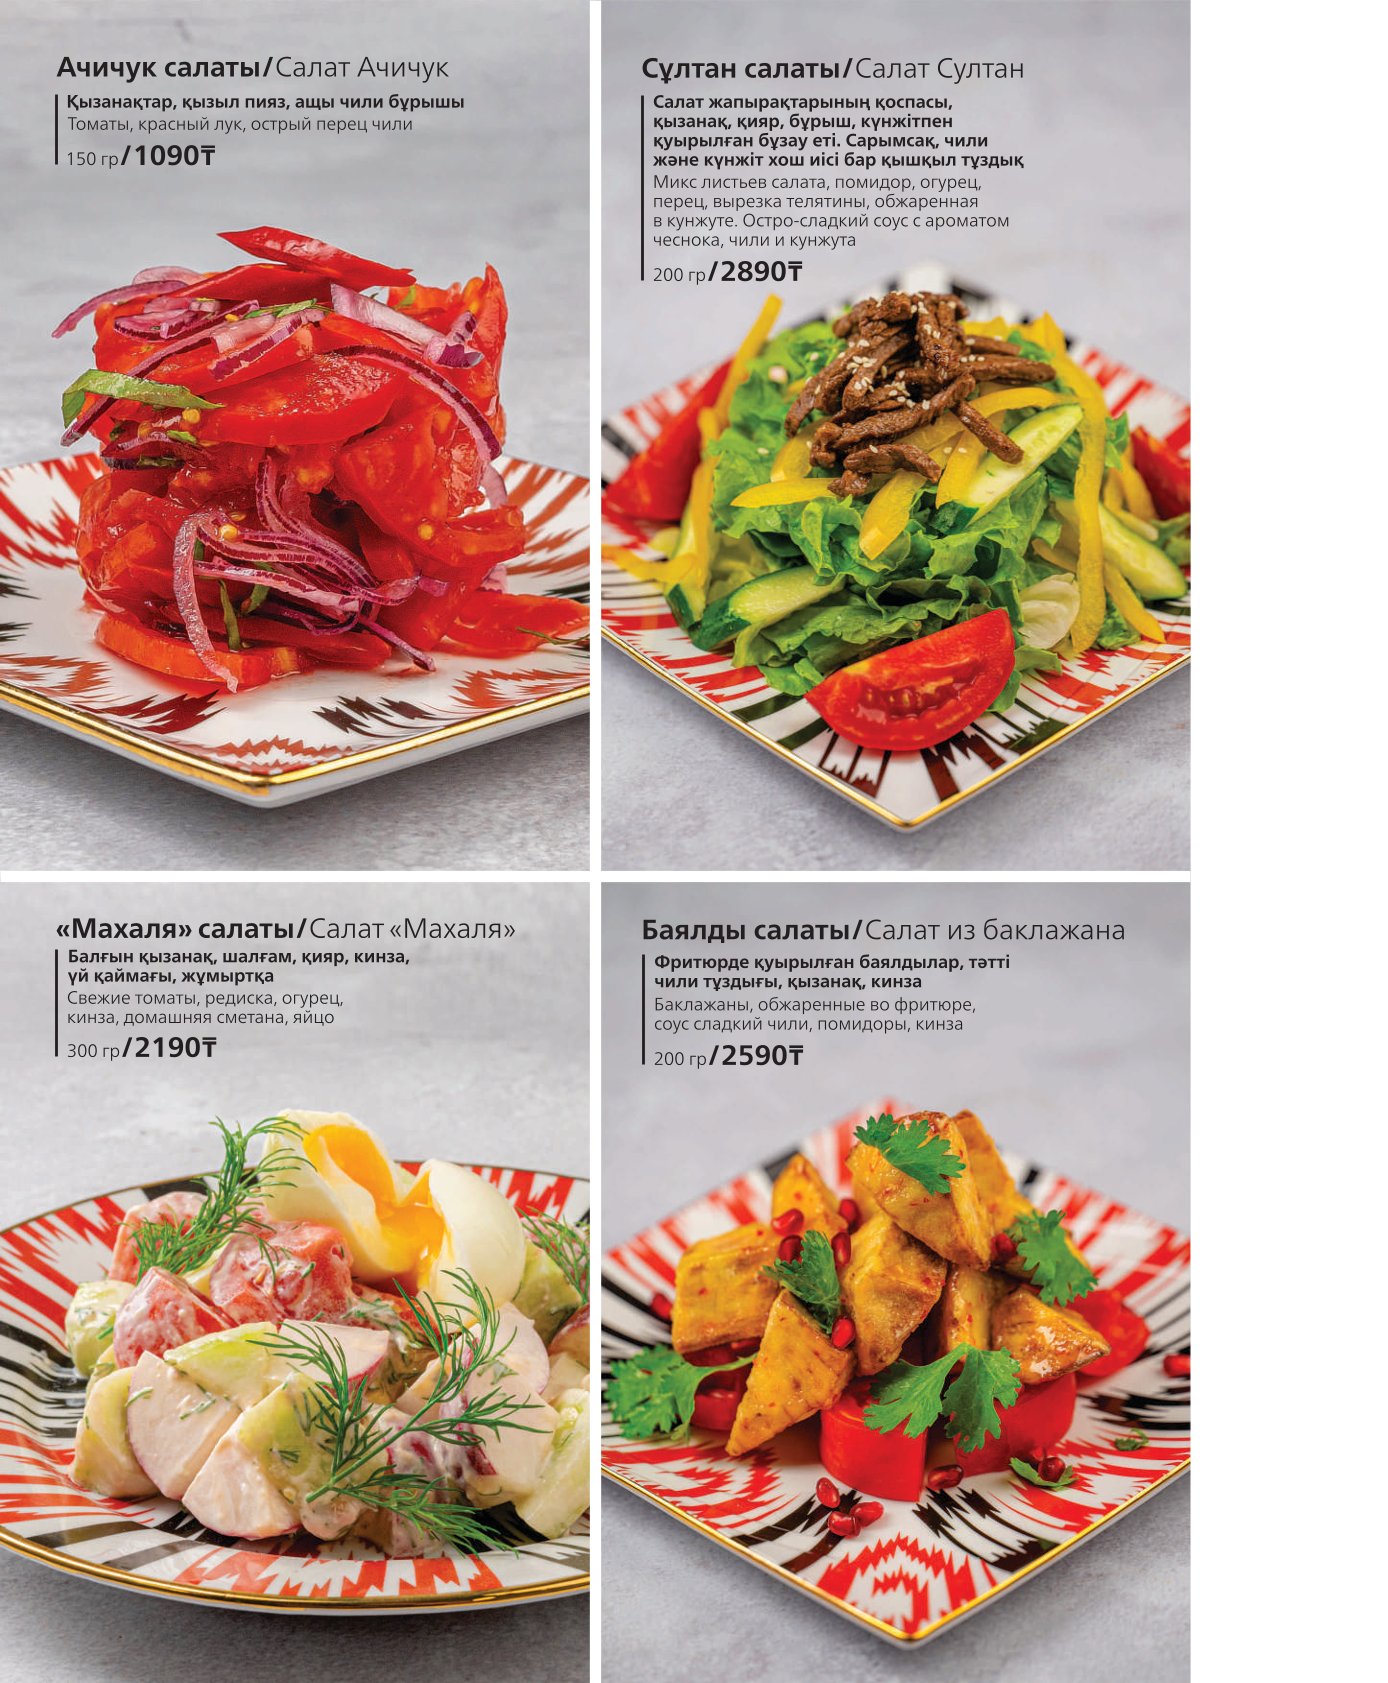 Ачичук салаты/Салат Ачичук
Қызанақтар, қызыл пияз, ащы чили бұрышы
Томаты, красный лук, острый перец чили
150 гр/1090₸
Сұлтан салаты/Салат Султан
Салат жапырақтарының қоспасы,
қызанақ, қияр, бұрыш, күнжітпен
қуырылған бұзау еті. Сарымсақ, чили
және күнжіт хош иісі бар қышқыл тұздық
Микс листьев салата, помидор, огурец,
перец, вырезка телятины, обжаренная
в кунжуте. Остро-сладкий соус с ароматом
чеснока, чили и кунжута
200 гр/2890₸
«Махаля» салаты/Салат «Махаля»
Балғын қызанақ, шалғам, қияр, кинза,
үй қаймағы, жұмыртқа
Свежие томаты, редиска, огурец,
кинза, домашняя сметана, яйцо
300 гр/2190₸
Баялды салаты/Салат из баклажана
Фритюрде қуырылған баялдылар, тәтті
чили тұздығы, қызанақ, кинза
Баклажаны, обжаренные во фритюре,
соус сладкий чили, помидоры, кинза
200 гр/2590₸